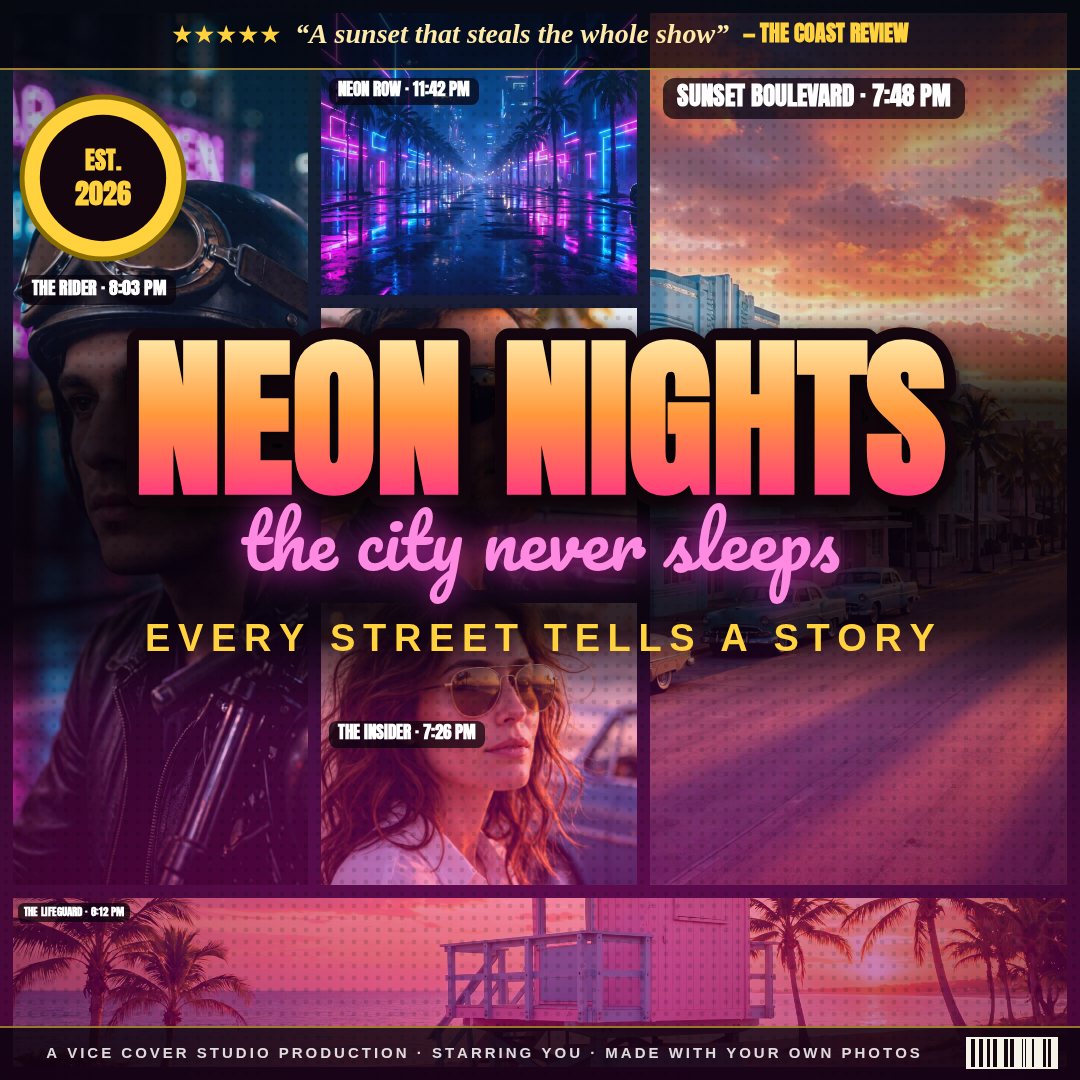 ★★★★★ “A sunset that steals the whole show” – THE COAST REVIEW
NEON ROW · 11:42 PM
SUNSET BOULEVARD · 7:48 PM
EST.
2026
THE RIDER · 8:03 PM
NEON NIGHTS
the city never sleeps
EVERY STREET TELLS A STORY
THE INSIDER · 7:26 PM
THE LIFEGUARD · 6:12 PM
A VICE COVER STUDIO PRODUCTION · STARRING YOU · MADE WITH YOUR OWN PHOTOS